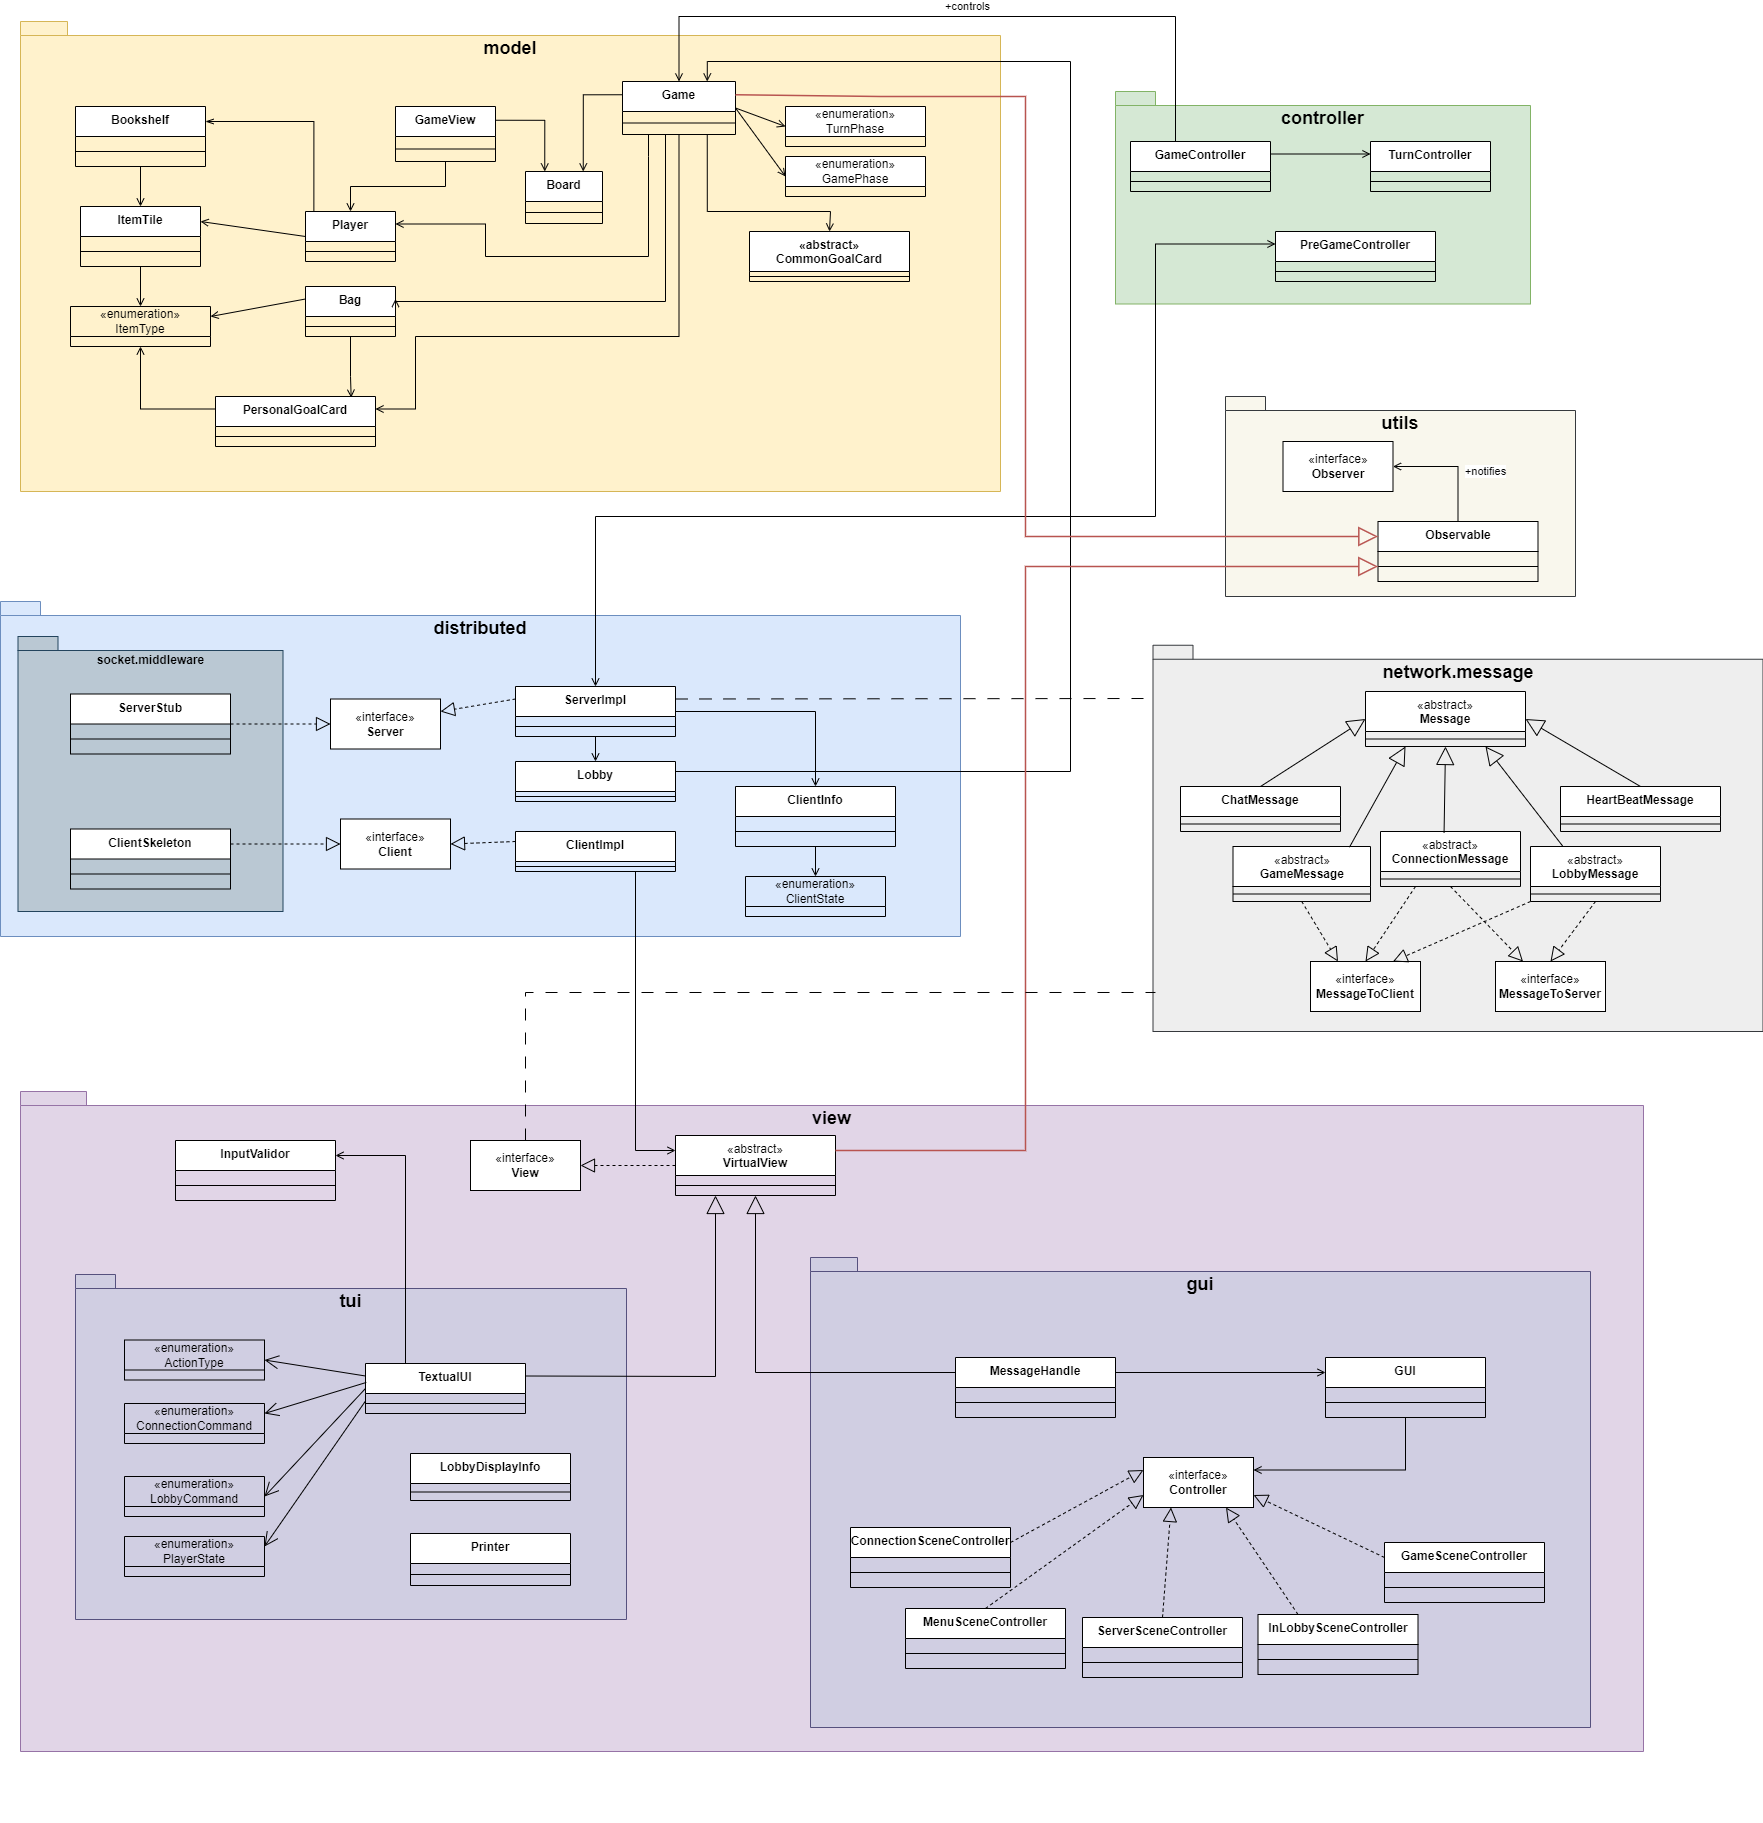 +controls
model
Game
Bookshelf
GameView
«enumeration»
TurnPhase
«enumeration»
GamePhase
Board
ItemTile
Player
«abstract»
CommonGoalCard
Bag
«enumeration»
ItemType
PersonalGoalCard
controller
GameController
TurnController
PreGameController
utils
«interface»
Observer
+notifies
Observable
distributed
socket.middleware
ServerStub
«interface»
Server
ServerImpl
Lobby
ClientInfo
ClientSkeleton
«interface»
Client
ClientImpl
«enumeration»
ClientState
network.message
«abstract»
Message
ChatMessage
HeartBeatMessage
«abstract»
GameMessage
«abstract»
ConnectionMessage
«abstract»
LobbyMessage
«interface»
MessageToClient
«interface»
MessageToServer
view
InputValidor
«interface»
View
«abstract»
VirtualView
tui
«enumeration»
ActionType
TextualUI
«enumeration»
ConnectionCommand
LobbyDisplayInfo
«enumeration»
LobbyCommand
Printer
«enumeration»
PlayerState
gui
MessageHandle
GUI
«interface»
Controller
ConnectionSceneController
GameSceneController
MenuSceneController
ServerSceneController
InLobbySceneController